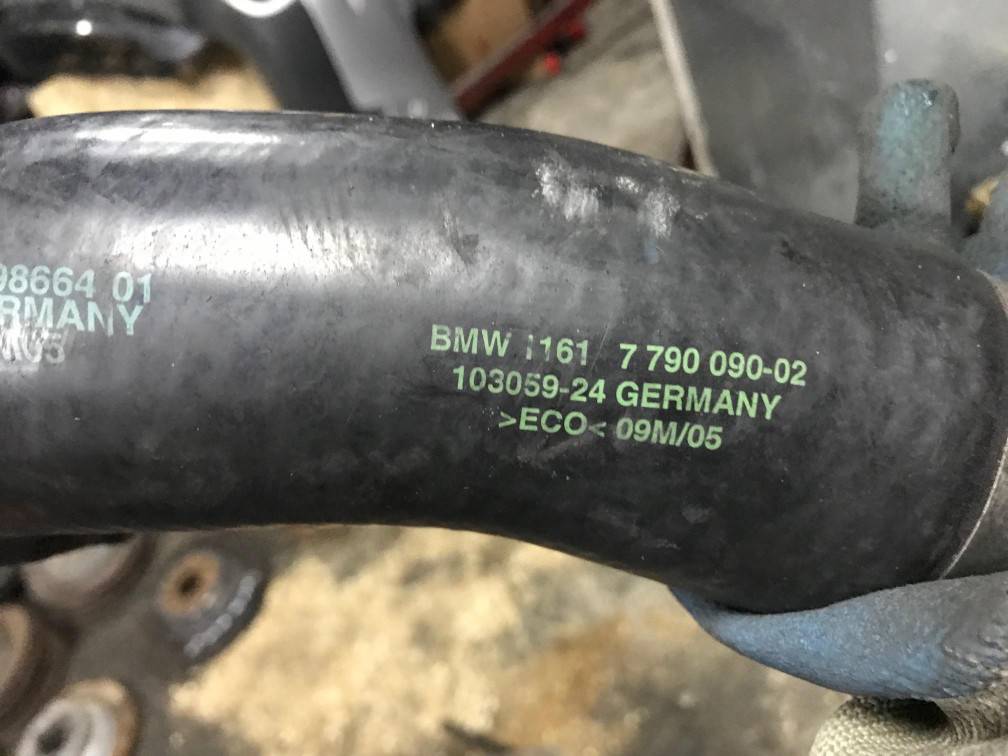 98664 01
RMANY
BMW 1161 7 790 090-02
103059-24 GERMANY
>ECO< 09M/05